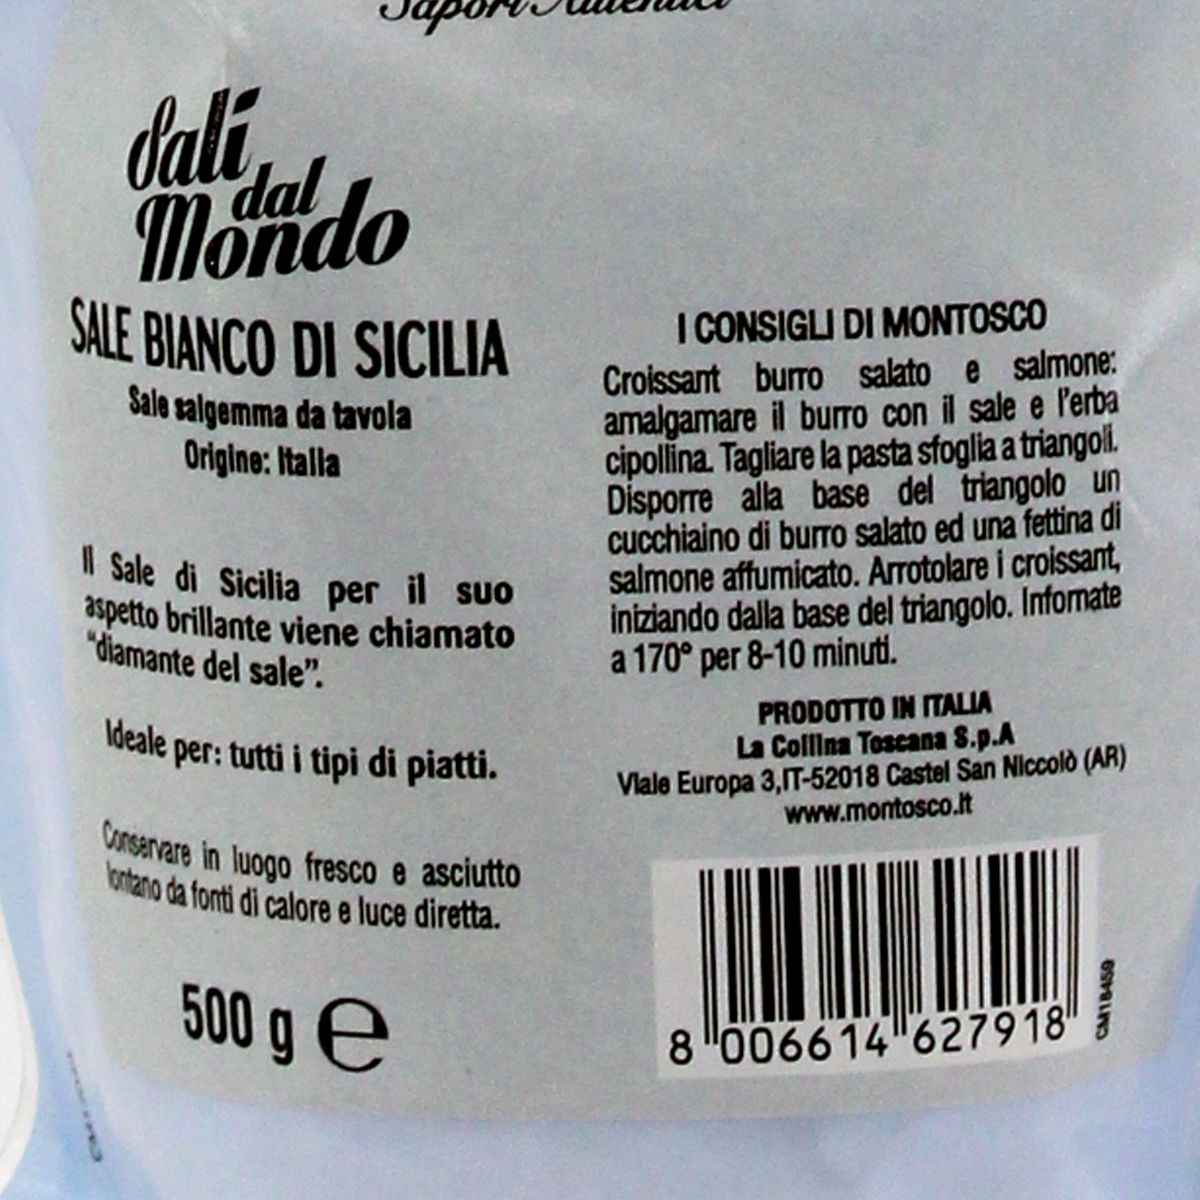 Sapori Autentici
Sali
dal
Mondo
SALE BIANCO DI SICILIA
Sale salgemma da tavola
Origine: Italia
Il Sale di Sicilia per il suo
aspetto brillante viene chiamato
“diamante del sale”.
Ideale per: tutti i tipi di piatti.
Conservare in luogo fresco e asciutto
lontano da fonti di calore e luce diretta.
500 g e
I CONSIGLI DI MONTOSCO
Croissant burro salato e salmone:
amalgamare il burro con il sale e l’erba
cipollina. Tagliare la pasta sfoglia a triangoli.
Disporre alla base del triangolo un
cucchiaino di burro salato ed una fettina di
salmone affumicato. Arrotolare i croissant,
iniziando dalla base del triangolo. Infornate
a 170° per 8-10 minuti.
PRODOTTO IN ITALIA
La Collina Toscana S.p.A
Viale Europa 3,IT-52018 Castel San Niccolò (AR)
www.montosco.it
8 006614 627918
CM18459